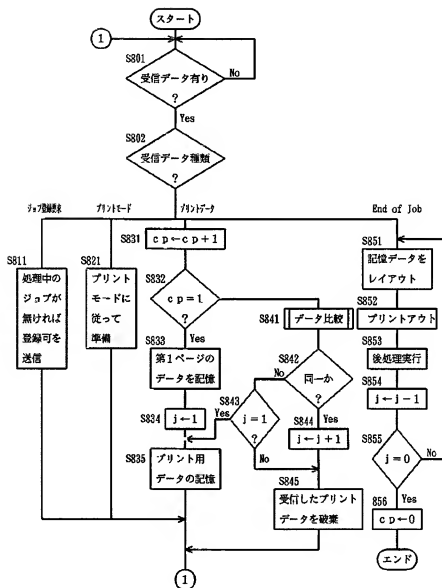 スタート
1
S801
受信データ有り
?
No
Yes
S802
受信データ種類
?
ジョブ登録要求
プリントモード
プリントデータ
End of Job
S811
処理中の
ジョブが
無ければ
登録可を
送信
S821
プリント
モードに
従って
準備
S831
cp←cp+1
S832
cp=1
?
Yes
S833
第1ページの
データを記憶
S834
j←1
S835
プリント用
データの記憶
S841
データ比較
S842
同一か
?
No
Yes
S843
j=1
?
Yes
No
S844
j←j+1
S845
受信したプリント
データを破棄
S851
記憶データを
レイアウト
S852
プリントアウト
S853
後処理実行
S854
j←j-1
S855
j=0
?
Yes
856
cp←0
エンド
1